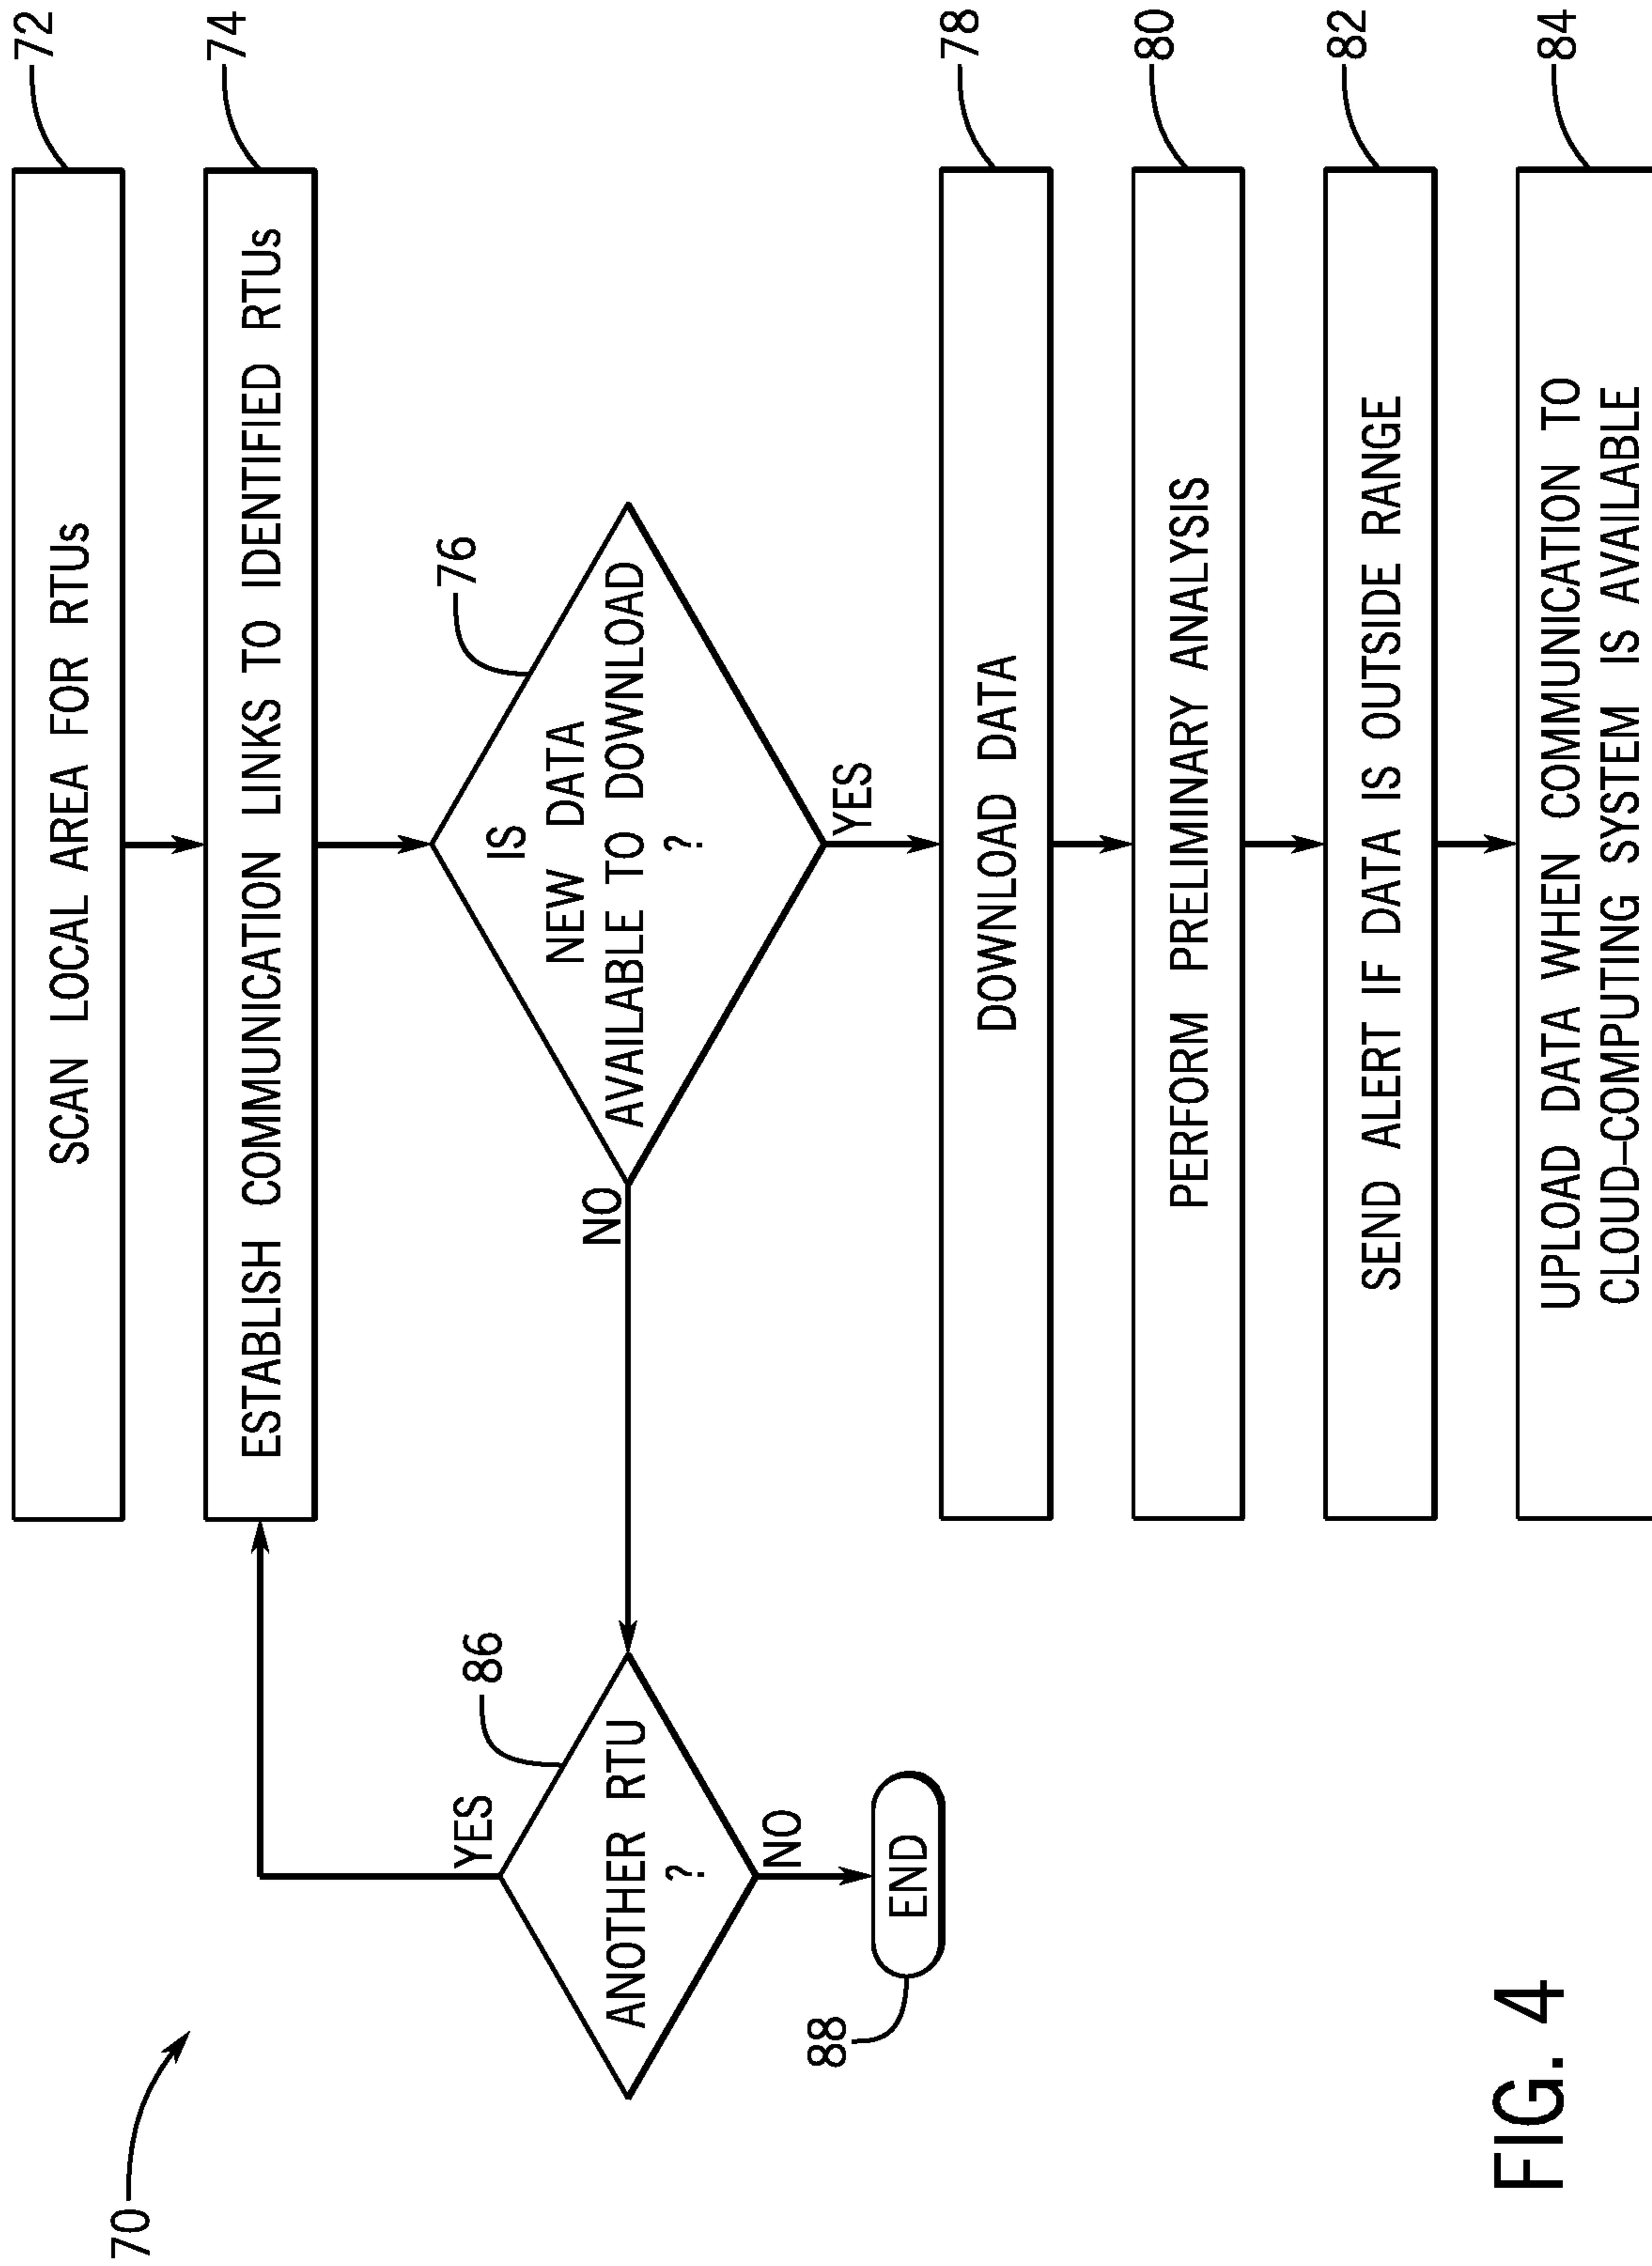 70
SCAN LOCAL AREA FOR RTUs
72
ESTABLISH COMMUNICATION LINKS TO IDENTIFIED RTUs
74
IS
NEW DATA
AVAILABLE TO DOWNLOAD
?
76
NO
YES
YES
ANOTHER RTU
?
86
NO
END
88
DOWNLOAD DATA
78
PERFORM PRELIMINARY ANALYSIS
80
SEND ALERT IF DATA IS OUTSIDE RANGE
82
UPLOAD DATA WHEN COMMUNICATION TO
CLOUD-COMPUTING SYSTEM IS AVAILABLE
84
FIG. 4